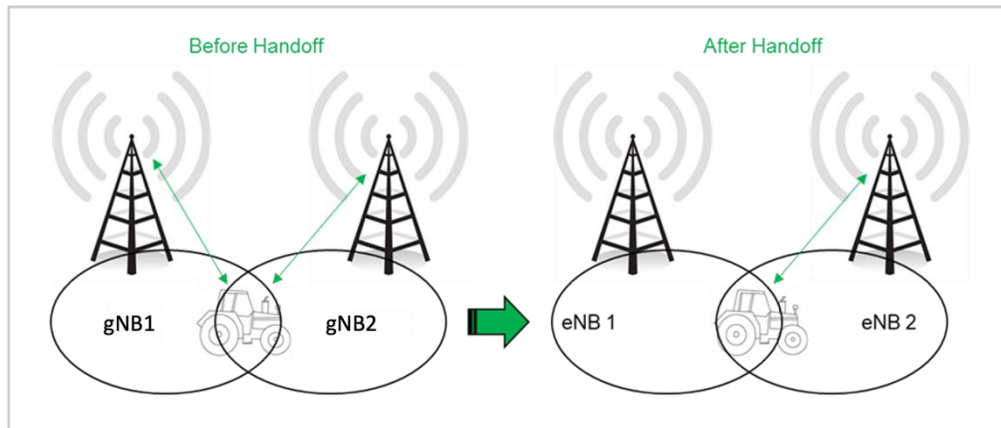 Before Handoff
After Handoff
gNB1
gNB2
eNB 1
eNB 2